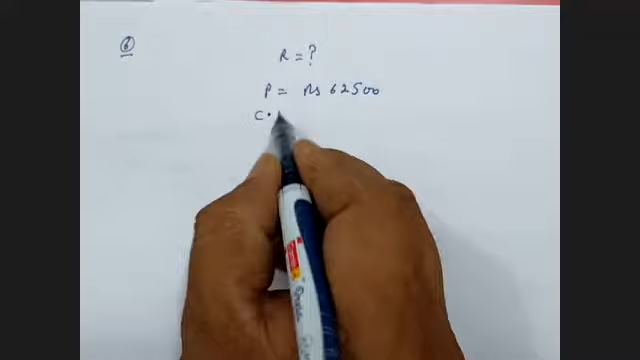 6
R = ?
P = Rs 62500
C.